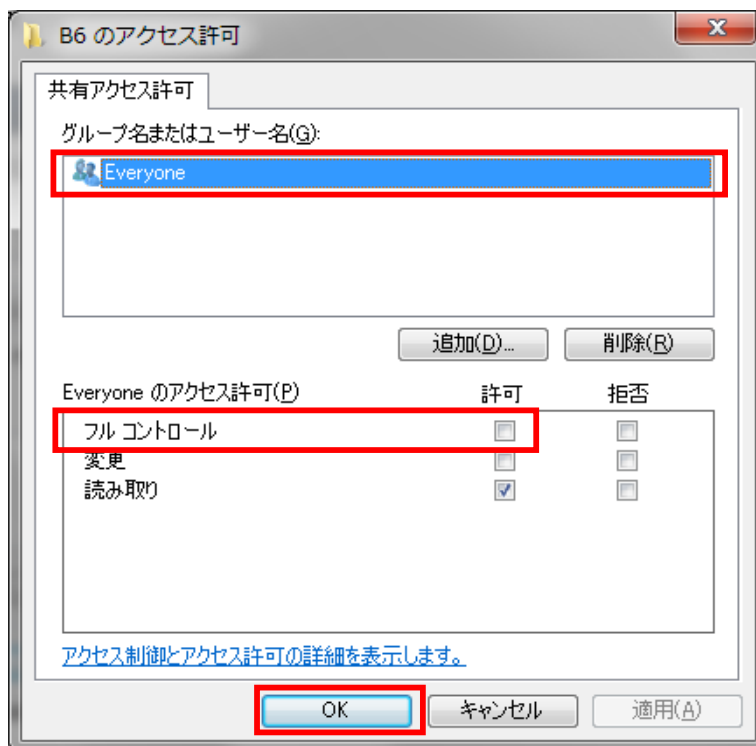 B6 のアクセス許可
共有アクセス許可
グループ名またはユーザー名(G):
Everyone
追加(D)...
削除(R)
Everyone のアクセス許可(P) 許可 拒否
フル コントロール
変更
読み取り
アクセス制御とアクセス許可の詳細を表示します。
OK キャンセル 適用(A)